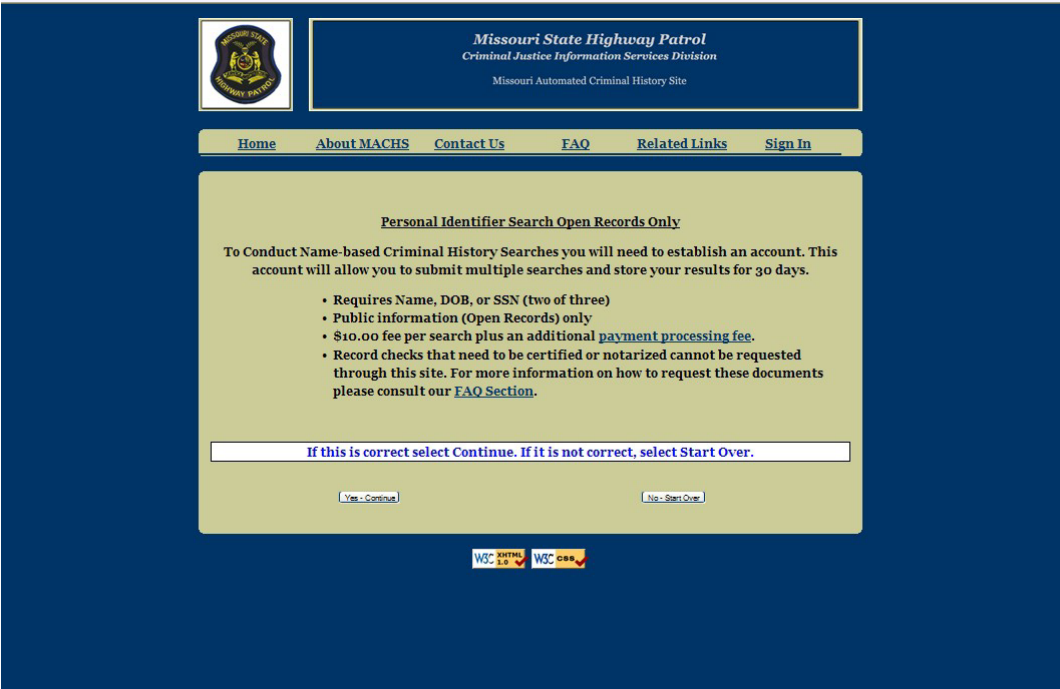 MISSOURI STATE
HIGHWAY PATROL
Missouri State Highway Patrol
Criminal Justice Information Services Division
Missouri Automated Criminal History Site
Home About MACHS Contact Us FAQ Related Links Sign In
Personal Identifier Search Open Records Only
To Conduct Name-based Criminal History Searches you will need to establish an account. This
account will allow you to submit multiple searches and store your results for 30 days.
• Requires Name, DOB, or SSN (two of three)
• Public information (Open Records) only
• $10.00 fee per search plus an additional payment processing fee.
• Record checks that need to be certified or notarized cannot be requested
through this site. For more information on how to request these documents
please consult our FAQ Section.
If this is correct select Continue. If it is not correct, select Start Over.
Yes - Continue No - Start Over
W3C XHTML 1.0 W3C CSS